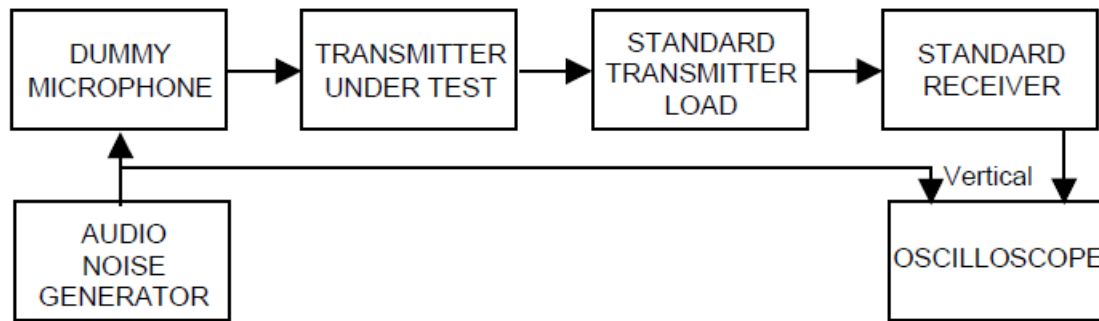 DUMMY
MICROPHONE
TRANSMITTER
UNDER TEST
STANDARD
TRANSMITTER
LOAD
STANDARD
RECEIVER
Vertical
AUDIO
NOISE
GENERATOR
OSCILLOSCOPE